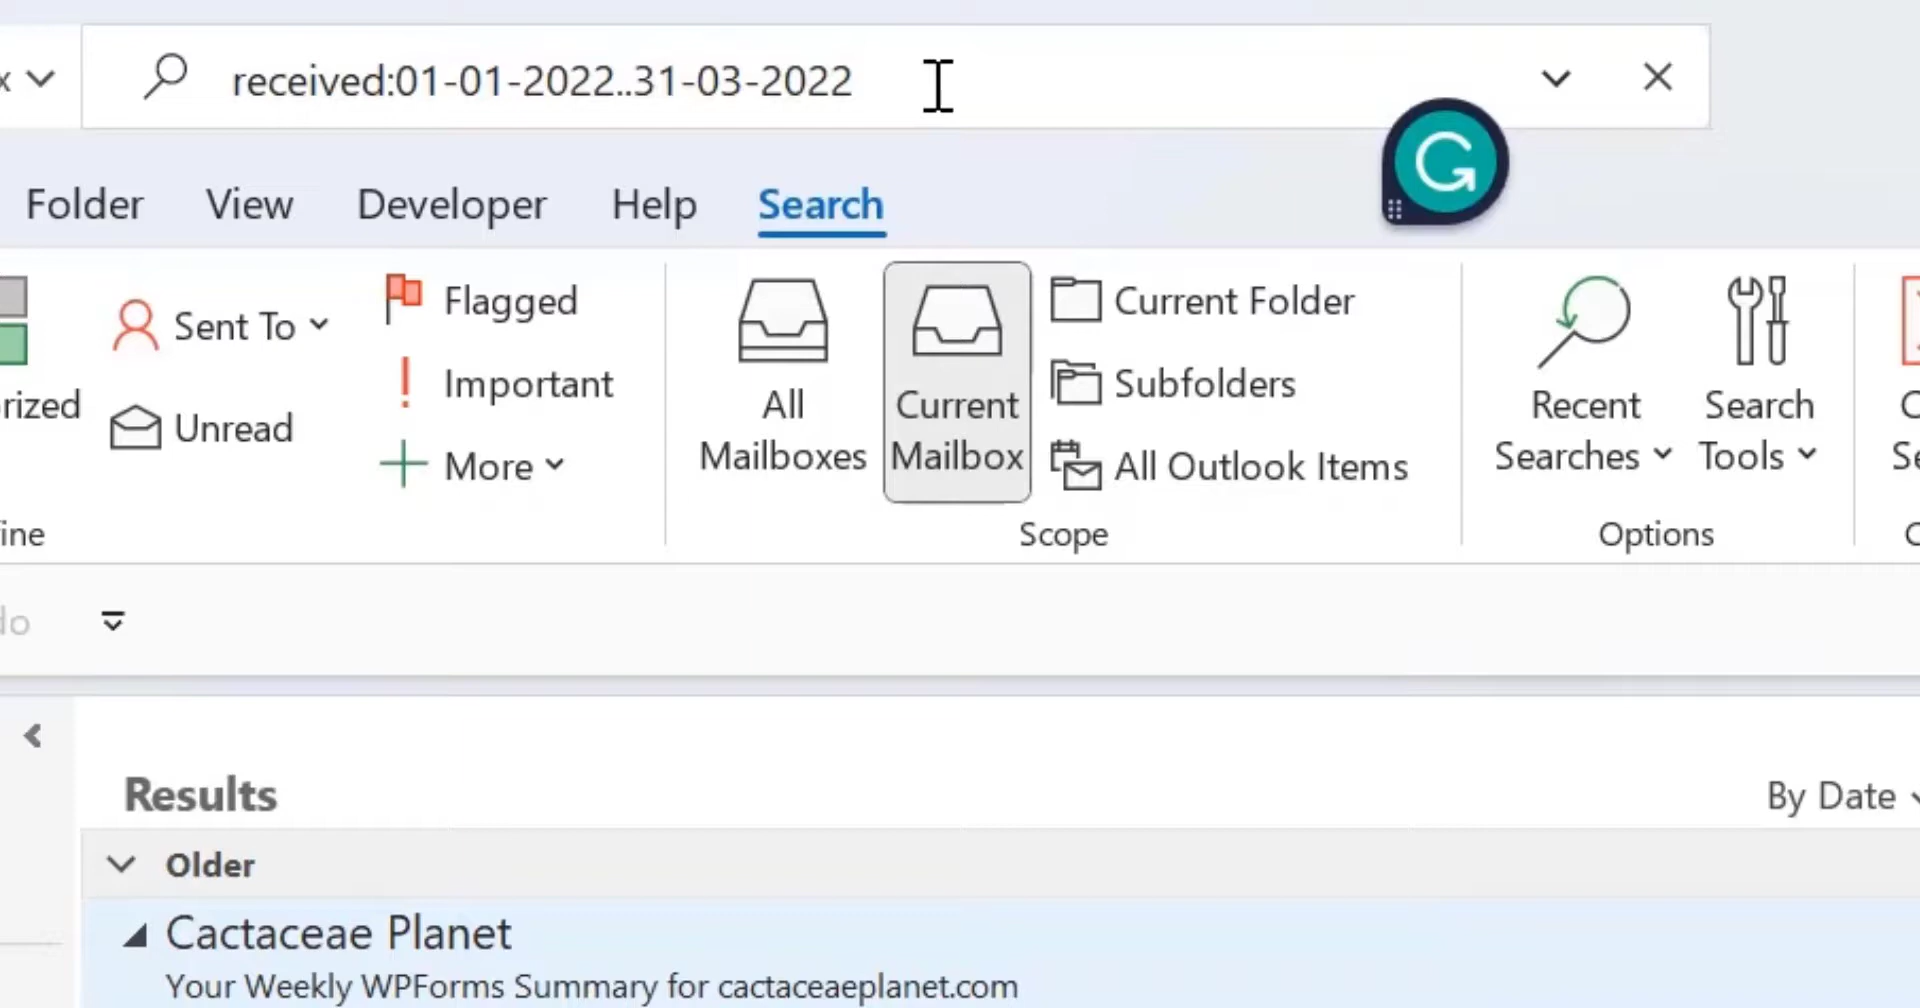 received:01-01-2022..31-03-2022
Folder View Developer Help Search
Sent To
Unread
Flagged
Important
More
All
Mailboxes
Current
Mailbox
Current Folder
Subfolders
All Outlook Items
Scope
Recent
Searches
Search
Tools
Options
Results
By Date
Older
Cactaceae Planet
Your Weekly WPForms Summary for cactaceaeplanet.com